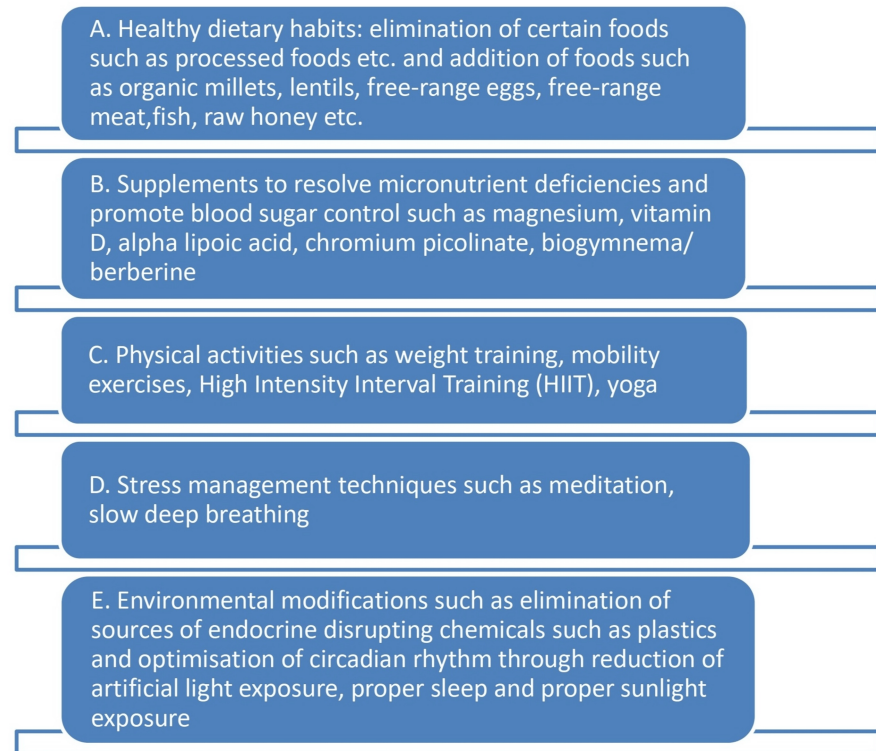 A. Healthy dietary habits: elimination of certain foods
such as processed foods etc. and addition of foods such
as organic millets, lentils, free-range eggs, free-range
meat,fish, raw honey etc.
B. Supplements to resolve micronutrient deficiencies and
promote blood sugar control such as magnesium, vitamin
D, alpha lipoic acid, chromium picolinate, biogymnema/
berberine
C. Physical activities such as weight training, mobility
exercises, High Intensity Interval Training (HIIT), yoga
D. Stress management techniques such as meditation,
slow deep breathing
E. Environmental modifications such as elimination of
sources of endocrine disrupting chemicals such as plastics
and optimisation of circadian rhythm through reduction of
artificial light exposure, proper sleep and proper sunlight
exposure